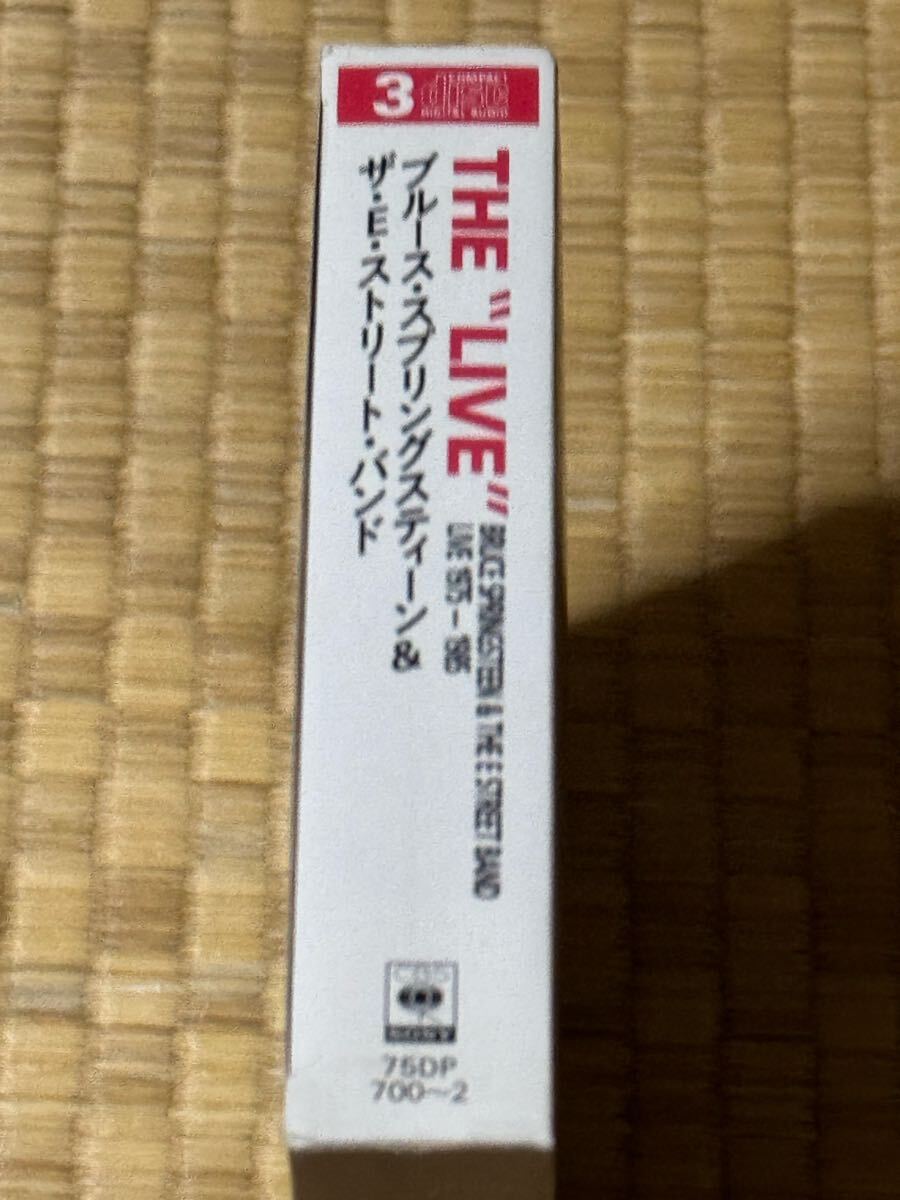 3
COMPACT
disc
DIGITAL AUDIO
THE "LIVE"
BRUCE SPRINGSTEEN & THE E STREET BAND
LIVE 1975-1985
ブルース・スプリングスティーン&
ザ・E・ストリート・バンド
CBS
SONY
75DP
700~2